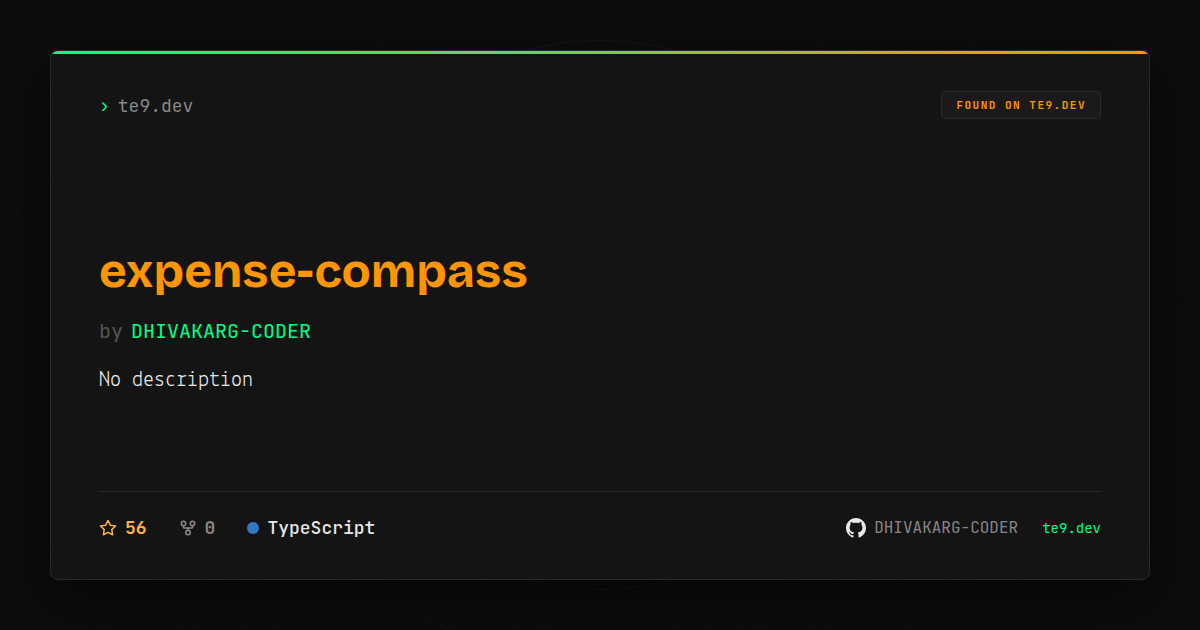 › te9.dev
FOUND ON TE9.DEV
expense-compass
by DHIVAKARG-CODER
No description
56
0
TypeScript
DHIVAKARG-CODER
te9.dev